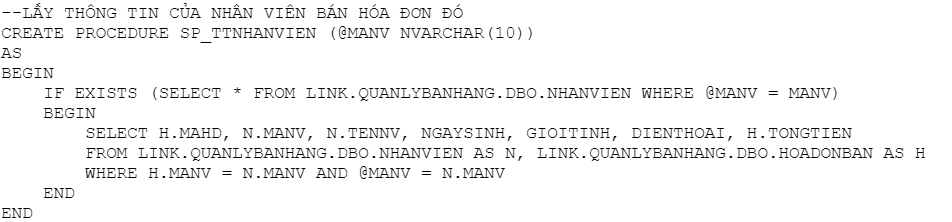 --LẤY THÔNG TIN CỦA NHÂN VIÊN BÁN HÓA ĐƠN ĐÓ
CREATE PROCEDURE SP_TTNHANVIEN (@MANV NVARCHAR(10))
AS
BEGIN
    IF EXISTS (SELECT * FROM LINK.QUANLYBANHANG.DBO.NHANVIEN WHERE @MANV = MANV)
    BEGIN
        SELECT H.MAHD, N.MANV, N.TENNV, NGAYSINH, GIOITINH, DIENTHOAI, H.TONGTIEN
        FROM LINK.QUANLYBANHANG.DBO.NHANVIEN AS N, LINK.QUANLYBANHANG.DBO.HOADONBAN AS H
        WHERE H.MANV = N.MANV AND @MANV = N.MANV
    END
END